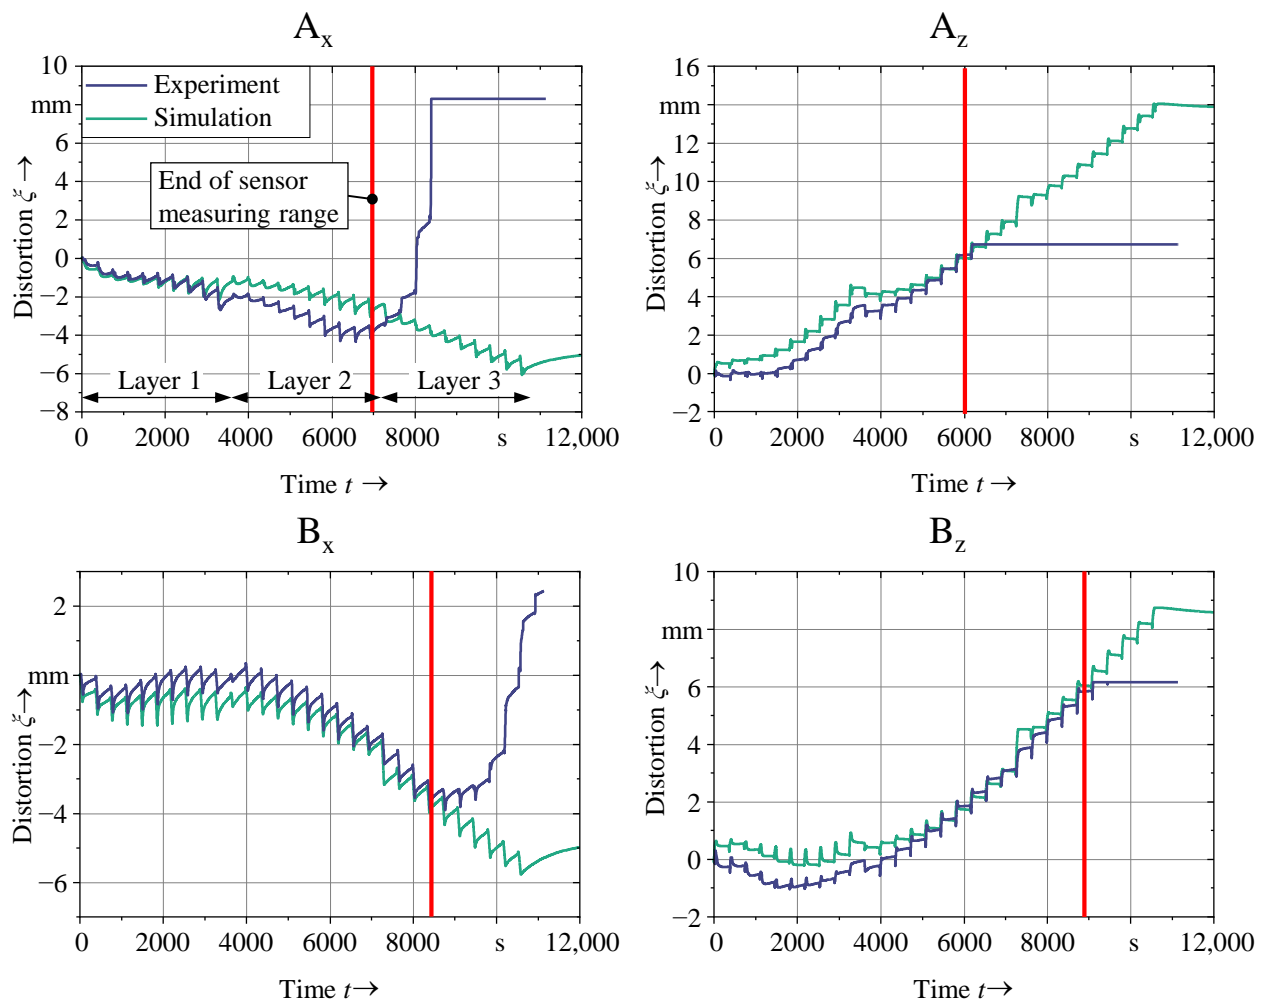 A_x
10
mm
6
4
2
0
−2
−4
−6
−8
Distortion ξ →
Experiment
Simulation
End of sensor
measuring range
Layer 1 Layer 2 Layer 3
0 2000 4000 6000 8000 s 12,000
Time t →
A_z
16
14
12
10
8
6
4
2
0
−2
Distortion ξ →
mm
0 2000 4000 6000 8000 s 12,000
Time t →
B_x
2
mm
−2
−4
−6
Distortion ξ →
0 2000 4000 6000 8000 s 12,000
Time t →
B_z
10
mm
6
4
2
0
−2
Distortion ξ →
0 2000 4000 6000 8000 s 12,000
Time t →